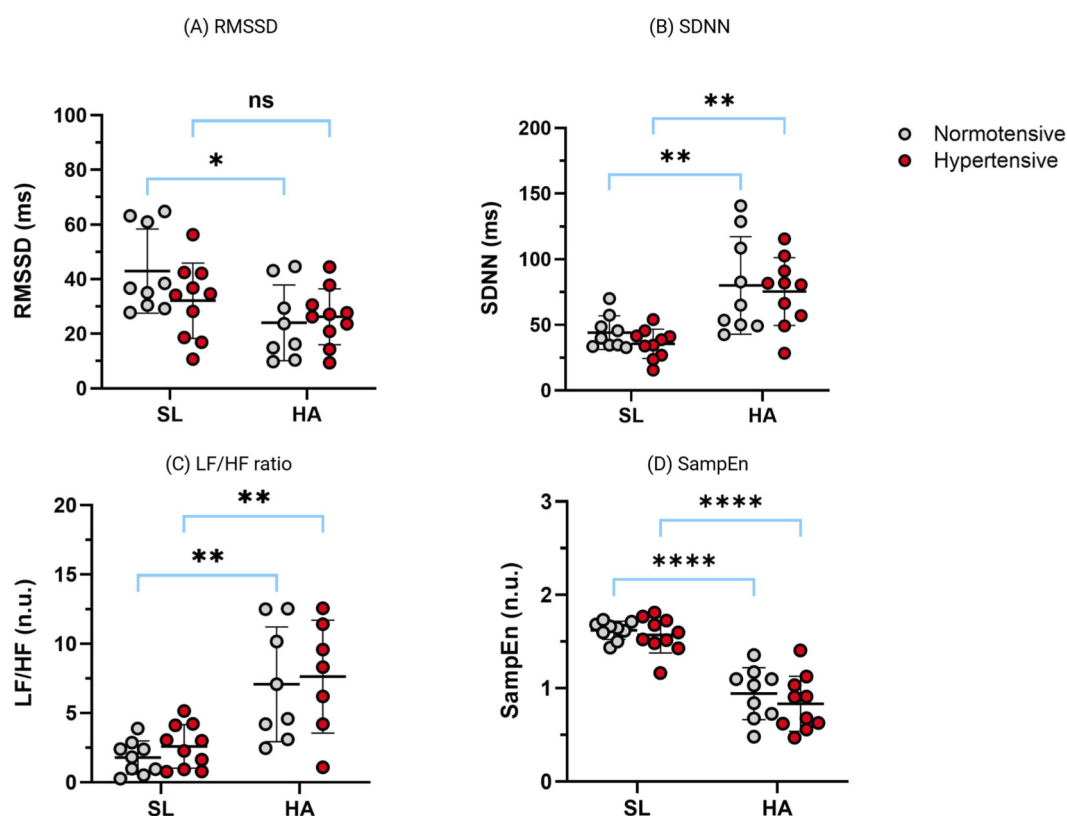 (A) RMSSD
(B) SDNN
ns
*
100
80
60
40
20
0
RMSSD (ms)
SL
HA
**
**
200
150
100
50
0
SDNN (ms)
SL
HA
Normotensive
Hypertensive
(C) LF/HF ratio
(D) SampEn
**
**
20
15
10
5
0
LF/HF (n.u.)
SL
HA
****
****
3
2
1
0
SampEn (n.u.)
SL
HA